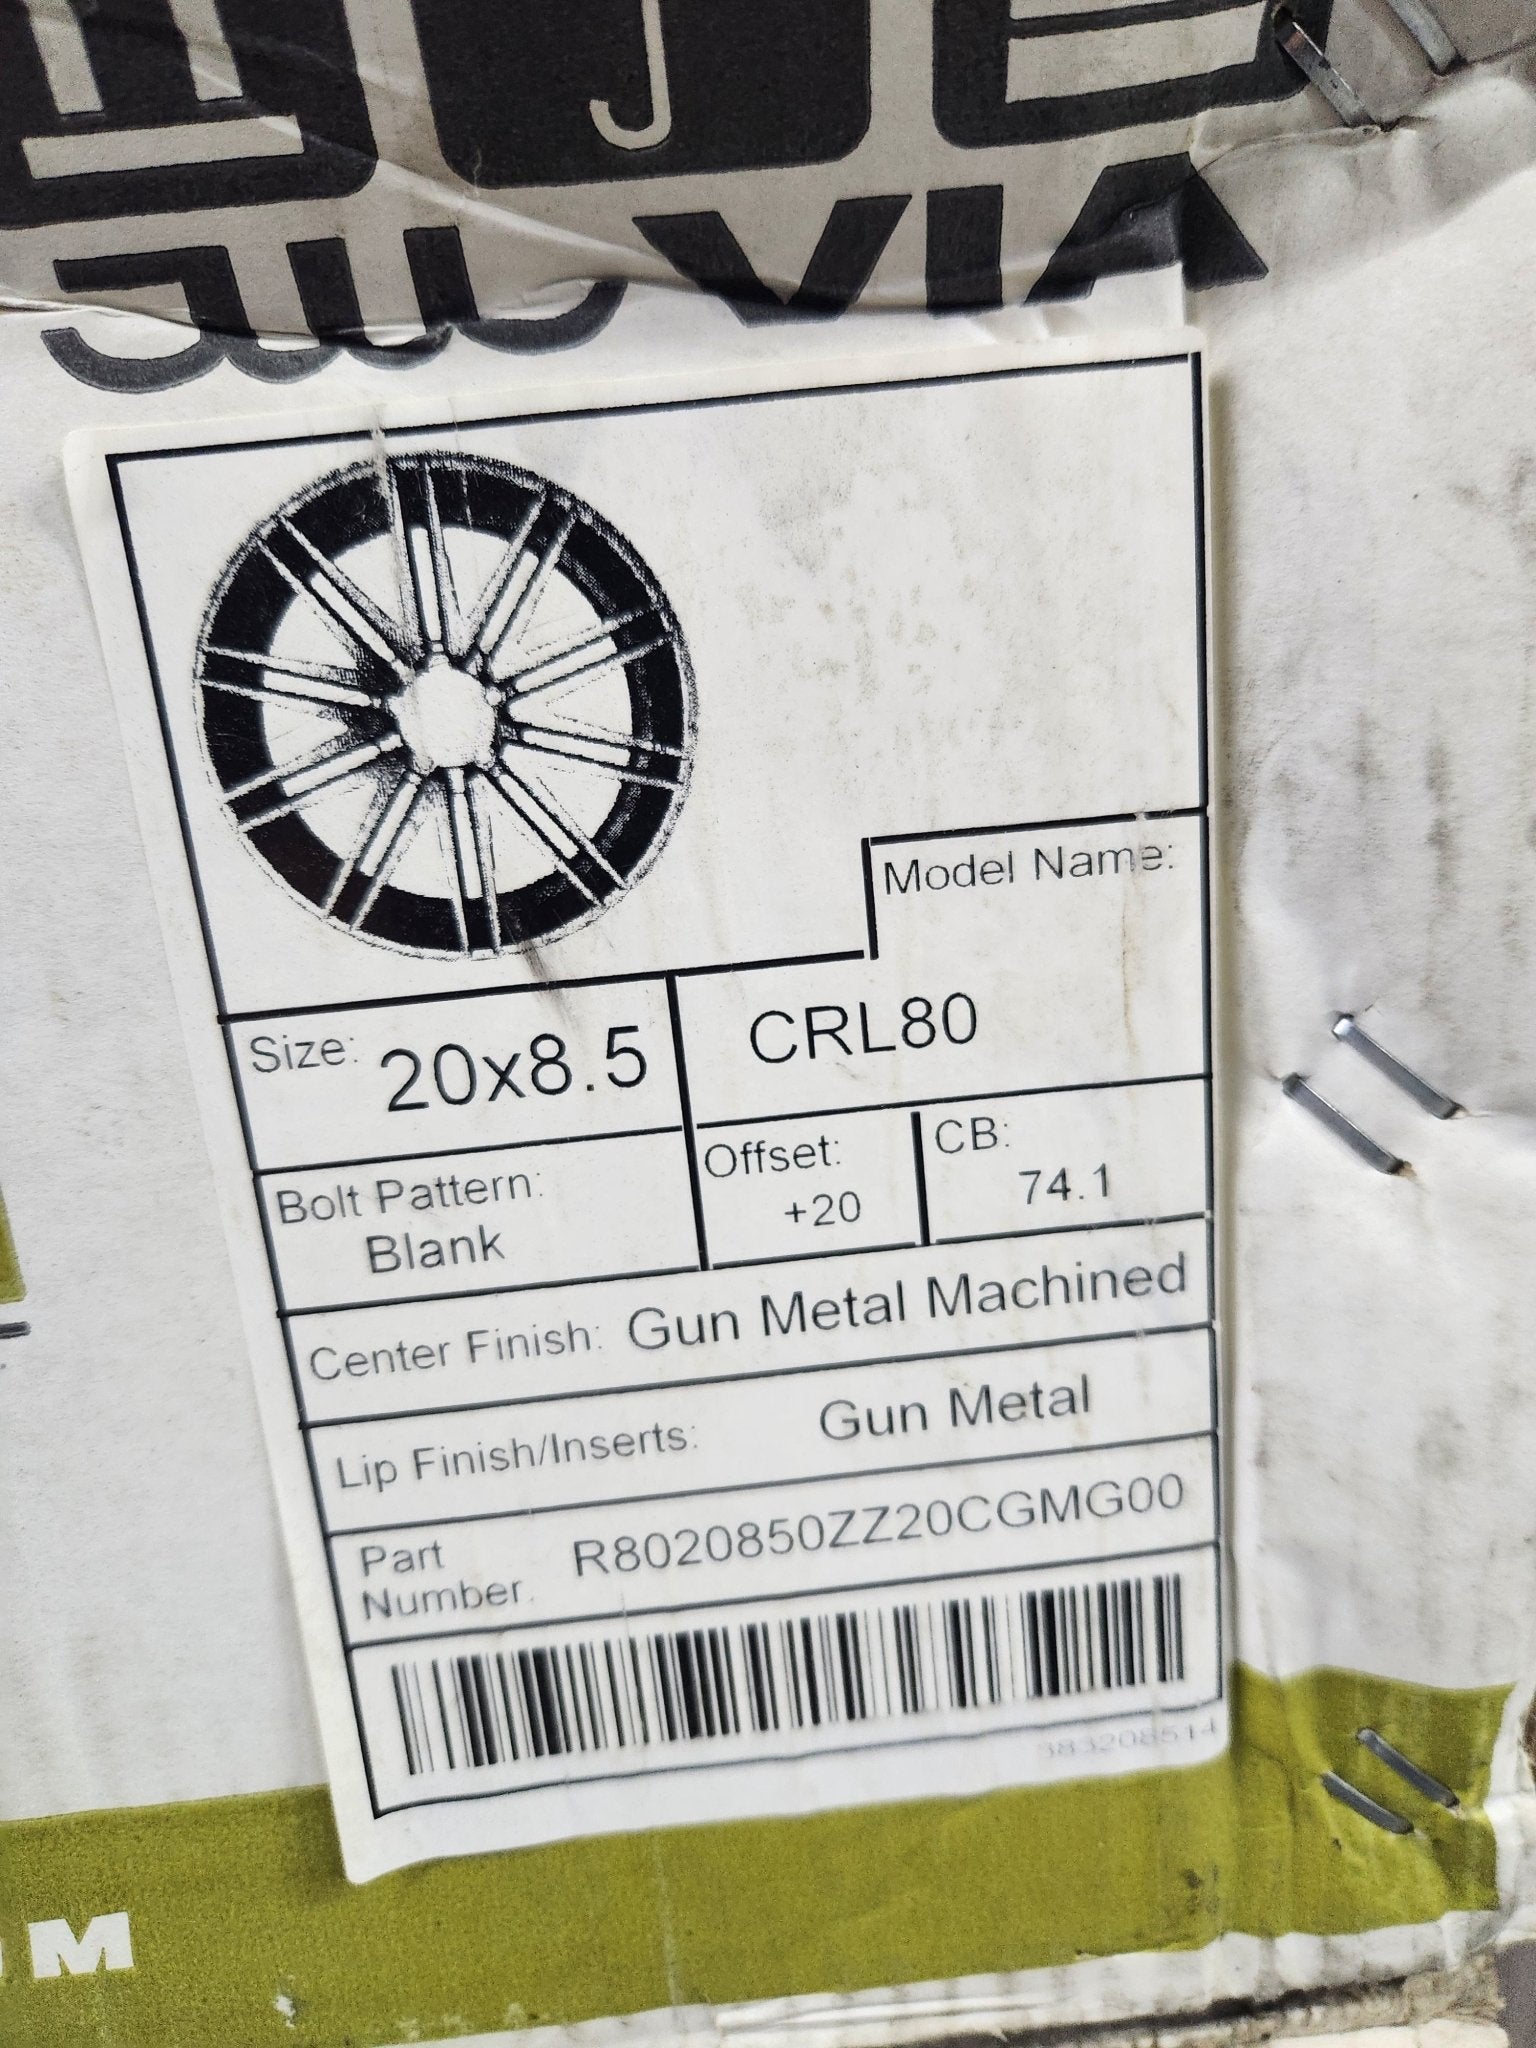 Model Name:
Size: 20x8.5
CRL80
Bolt Pattern:
Blank
Offset:
+20
CB:
74.1
Center Finish: Gun Metal Machined
Lip Finish/Inserts: Gun Metal
Part
Number: R8020850ZZ20CGMG00
383208514